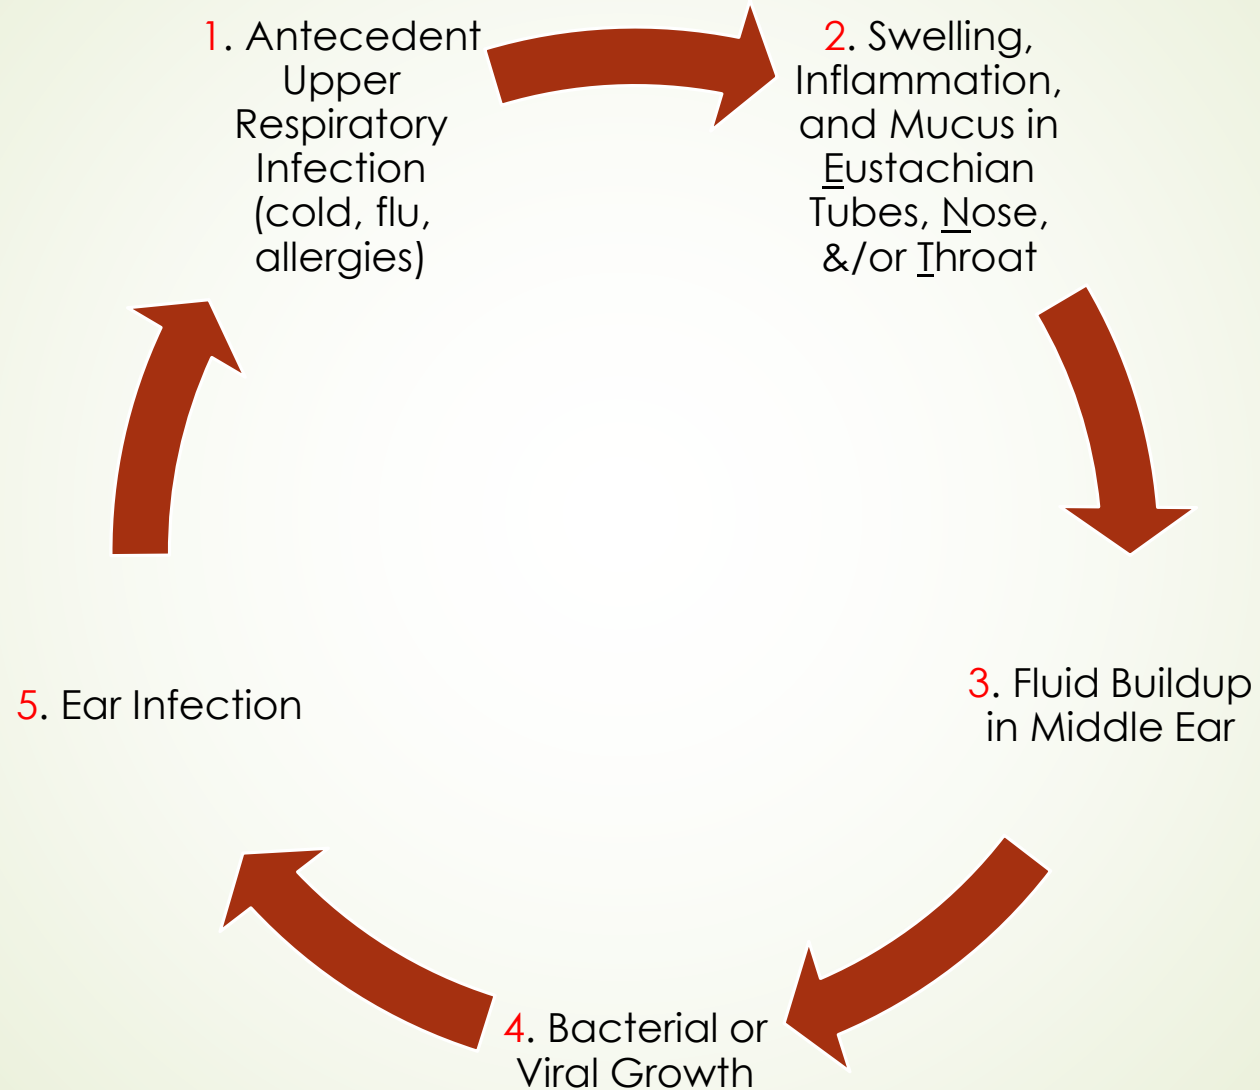 1. Antecedent
Upper
Respiratory
Infection
(cold, flu,
allergies)
2. Swelling,
Inflammation,
and Mucus in
Eustachian
Tubes, Nose,
&/or Throat
3. Fluid Buildup
in Middle Ear
4. Bacterial or
Viral Growth
5. Ear Infection